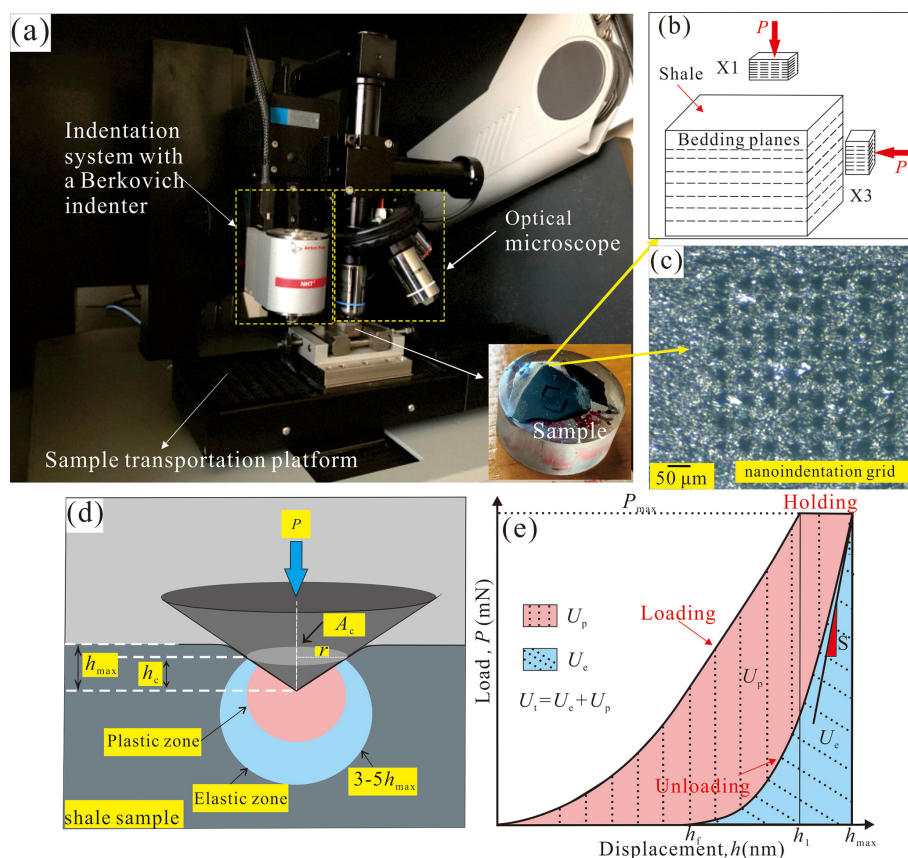 (a)
Indentation
system with
a Berkovich
indenter
Optical
microscope
NHT³
Sample transportation platform
Sample
(b)
P
X1
Shale
Bedding planes
P
X3
(c)
50 μm
nanoindentation grid
(d)
P
A_c
r
h_max
h_c
Plastic zone
Elastic zone
3-5h_max
shale sample
(e)
P_max
Holding
Load, P (mN)
U_p
U_e
U_t=U_e+U_p
Loading
U_p
S
U_e
Unloading
h_f
h_1
h_max
Displacement,h(nm)